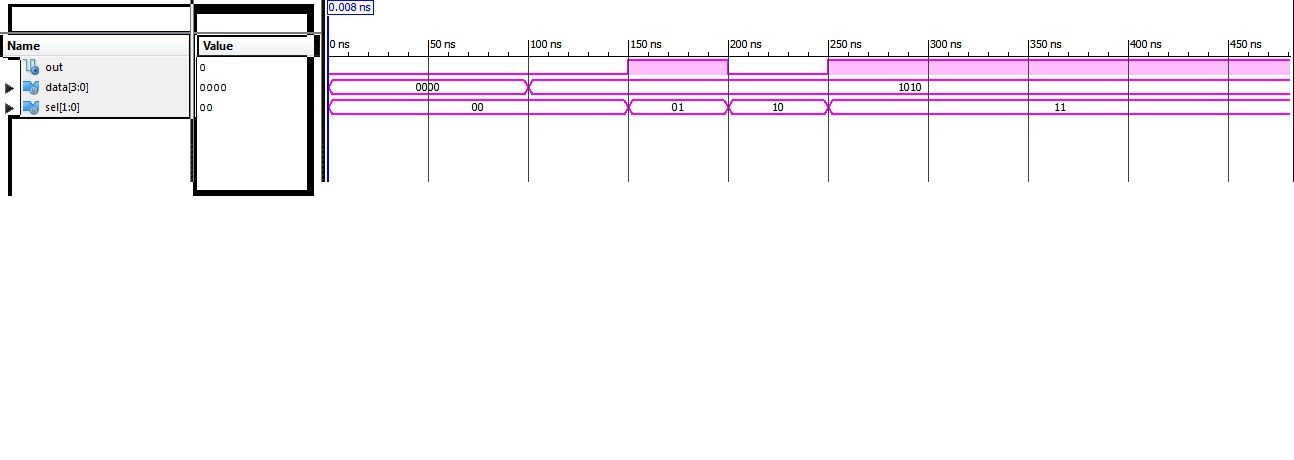 0.008 ns
Name Value 0 ns 50 ns 100 ns 150 ns 200 ns 250 ns 300 ns 350 ns 400 ns 450 ns
out 0
data[3:0] 0000 0000 1010
sel[1:0] 00 00 01 10 11